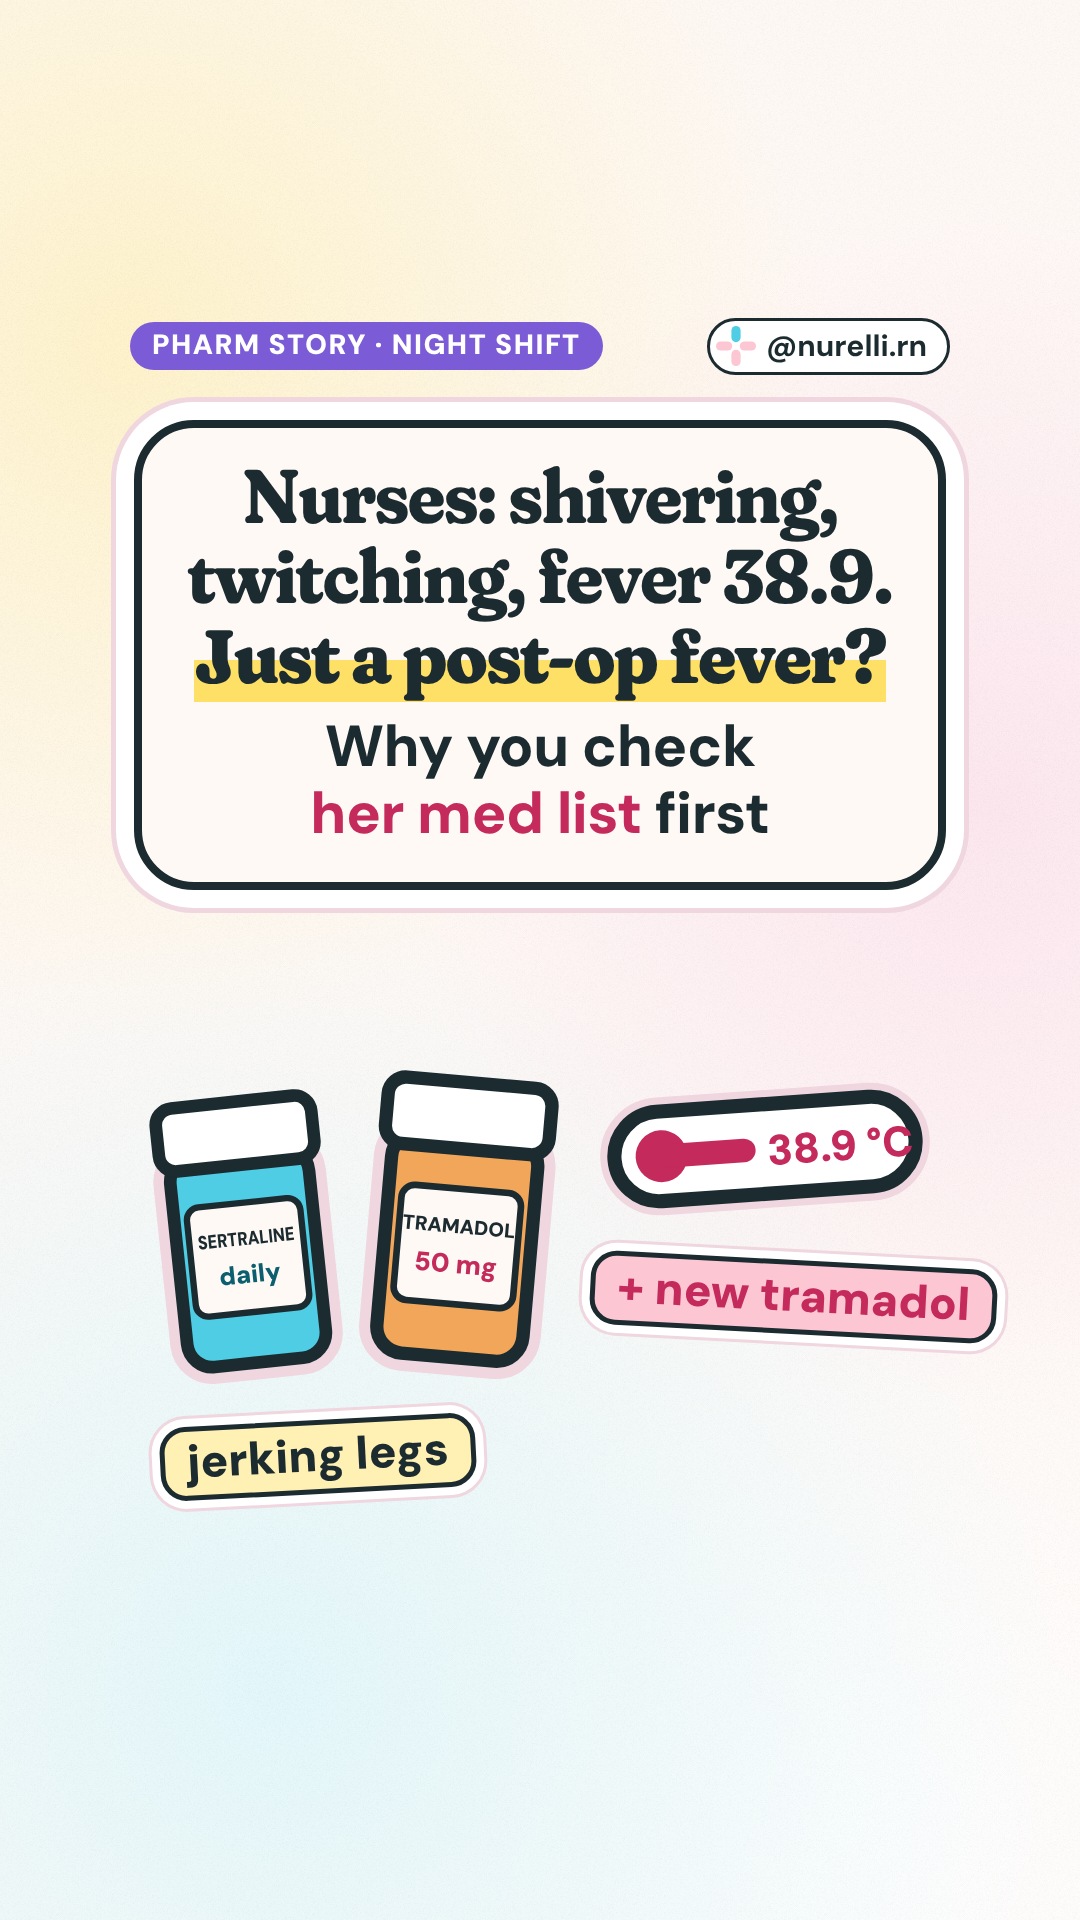 PHARM STORY · NIGHT SHIFT
@nurelli.rn
Nurses: shivering,
twitching, fever 38.9.
Just a post-op fever?
Why you check
her med list first
SERTRALINE
daily
TRAMADOL
50 mg
38.9 °C
+ new tramadol
jerking legs